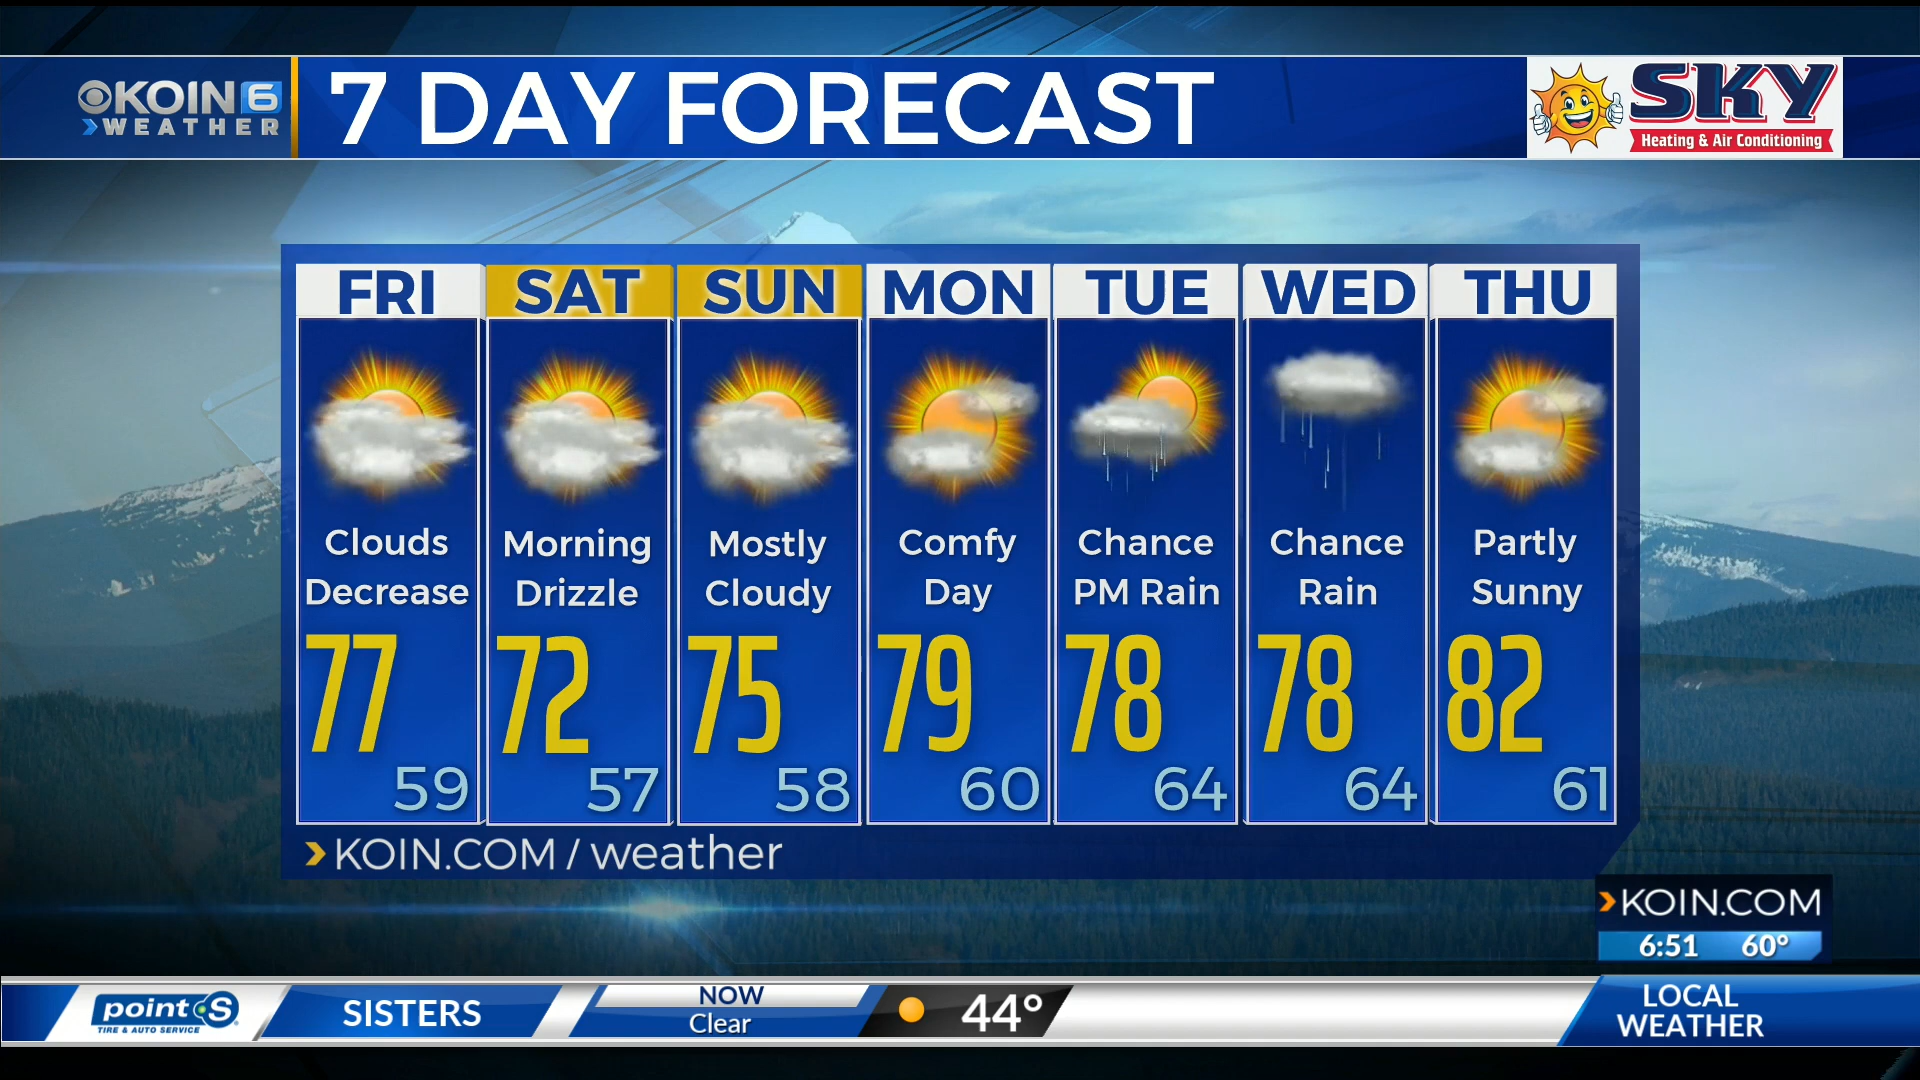 KOIN 6
WEATHER
7 DAY FORECAST
SKY
Heating & Air Conditioning
FRI
SAT
SUN
MON
TUE
WED
THU
Clouds
Decrease
Morning
Drizzle
Mostly
Cloudy
Comfy
Day
Chance
PM Rain
Chance
Rain
Partly
Sunny
77
72
75
79
78
78
82
59
57
58
60
64
64
61
KOIN.COM / weather
KOIN.COM
6:51 60°
point S
TIRE & AUTO SERVICE
SISTERS
NOW
Clear
44°
LOCAL
WEATHER